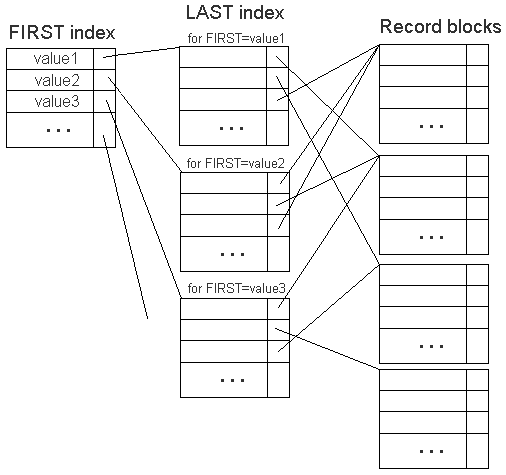 FIRST index
value1
value2
value3
...
LAST index
for FIRST=value1
...
for FIRST=value2
...
for FIRST=value3
...
Record blocks
...
...
...
...